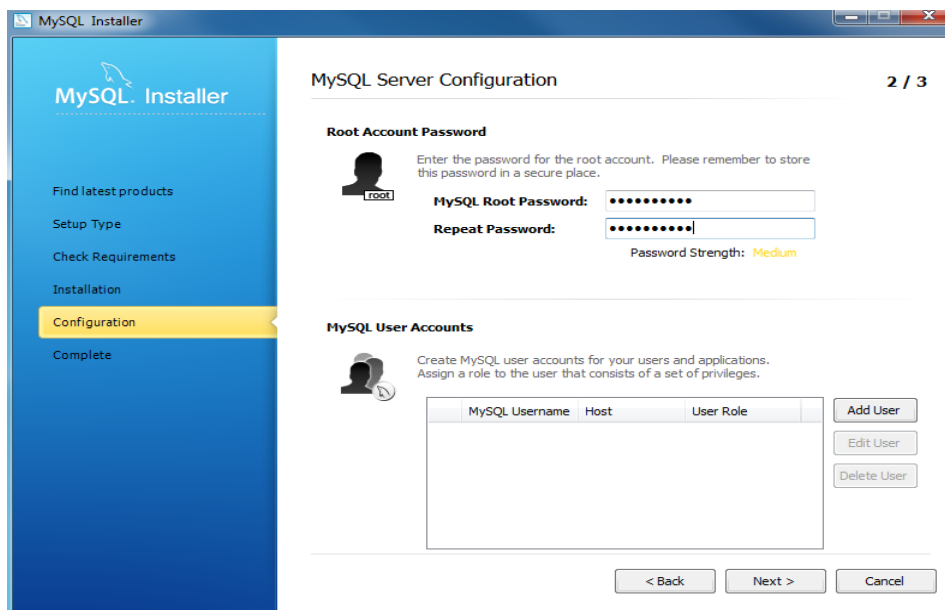 MySQL Installer
MySQL Installer
Find latest products
Setup Type
Check Requirements
Installation
Configuration
Complete
MySQL Server Configuration
2 / 3
Root Account Password
root
Enter the password for the root account. Please remember to store
this password in a secure place.
MySQL Root Password: ●●●●●●●●●●
Repeat Password: ●●●●●●●●●●
Password Strength: Medium
MySQL User Accounts
Create MySQL user accounts for your users and applications.
Assign a role to the user that consists of a set of privileges.
MySQL Username Host User Role
Add User
Edit User
Delete User
< Back Next > Cancel